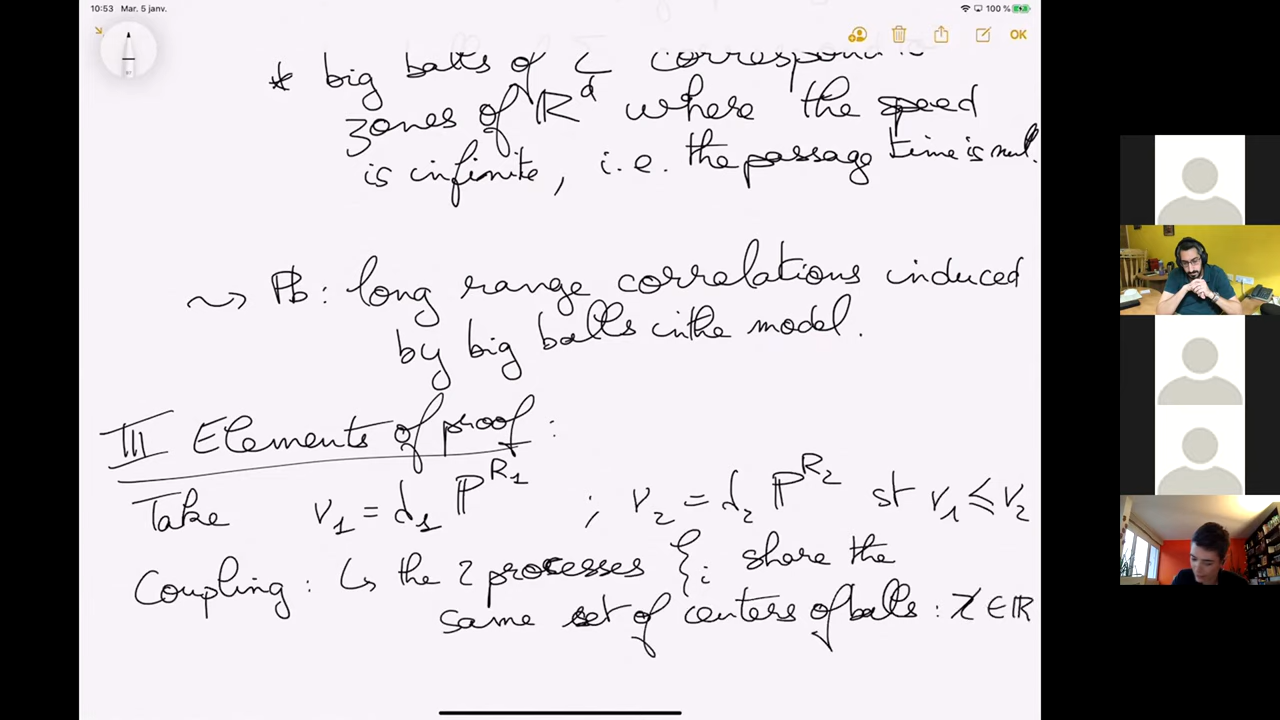 10:53 Mar. 5 janv.
100 %
OK
* big balls of Σ correspond
zones of ℝ^d where the speed
is infinite, i.e. the passage time is nul.
⇝ Pb: long range correlations induced
by big balls in the model.
III Elements of proof:
Take ν₁ = d₁ ℙ^{R₁} ; ν₂ = d₂ ℙ^{R₂} st ν₁ ≤ ν₂
Coupling: ↳ the 2 processes ξᵢ share the
same set of centers of balls: χ ∈ ℝ